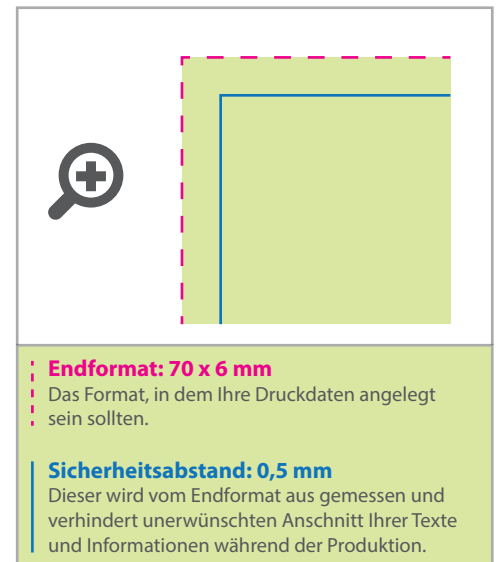 Endformat: 70 x 6 mm
Das Format, in dem Ihre Druckdaten angelegt
sein sollten.
Sicherheitsabstand: 0,5 mm
Dieser wird vom Endformat aus gemessen und
verhindert unerwünschten Anschnitt Ihrer Texte
und Informationen während der Produktion.